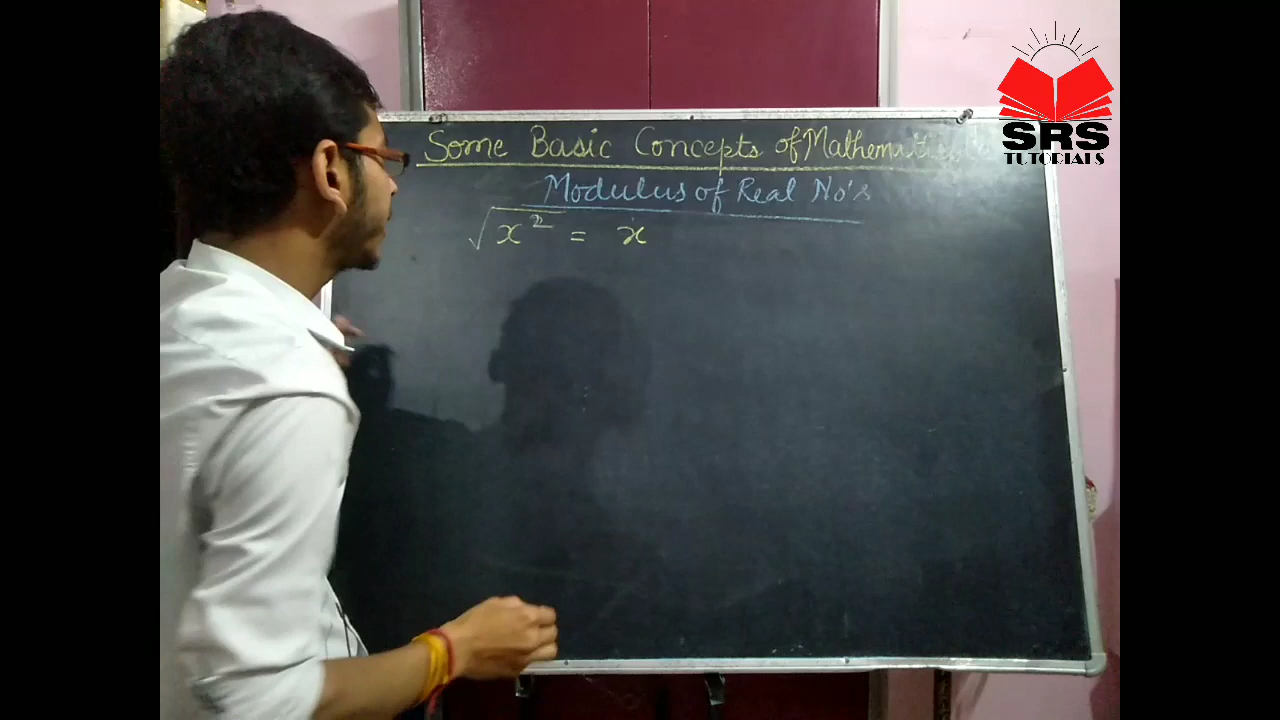 Some Basic Concepts of Mathematics
Modulus of Real No's
√x² = x
SRS
TUTORIALS